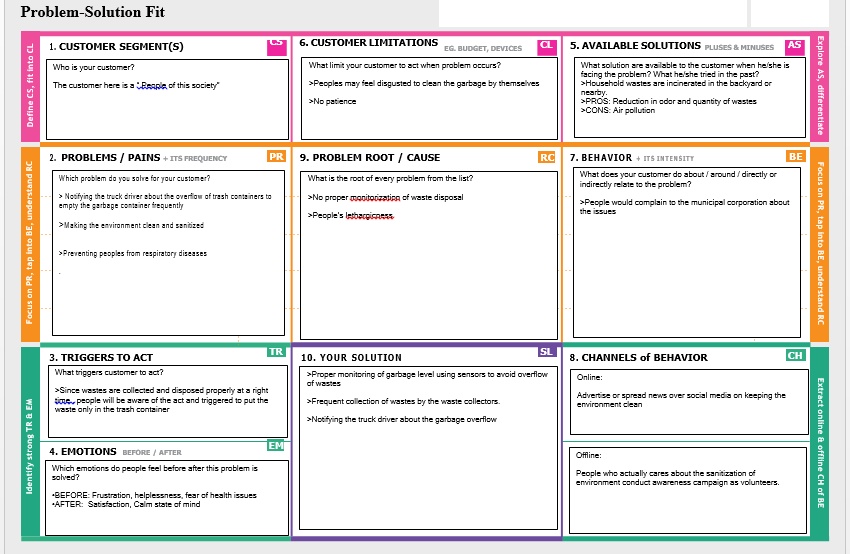 Problem-Solution Fit
Define CS, fit into CL
1. CUSTOMER SEGMENT(S)
CS
Who is your customer?
The customer here is a " People of this society"
6. CUSTOMER LIMITATIONS EG. BUDGET, DEVICES
CL
What limit your customer to act when problem occurs?
>Peoples may feel disgusted to clean the garbage by themselves
>No patience
5. AVAILABLE SOLUTIONS PLUSES & MINUSES
AS
What solution are available to the customer when he/she is
facing the problem? What he/she tried in the past?
>Household wastes are incinerated in the backyard or
nearby.
>PROS: Reduction in odor and quantity of wastes
>CONS: Air pollution
Explore AS, differentiate
Focus on PR, tap into BE, understand RC
2. PROBLEMS / PAINS + ITS FREQUENCY
PR
Which problem do you solve for your customer?
> Notifying the truck driver about the overflow of trash containers to
empty the garbage container frequently
>Making the environment clean and sanitized
>Preventing peoples from respiratory diseases
.
9. PROBLEM ROOT / CAUSE
RC
What is the root of every problem from the list?
>No proper monitorization of waste disposal
>People's lethargicness.
7. BEHAVIOR + ITS INTENSITY
BE
What does your customer do about / around / directly or
indirectly relate to the problem?
>People would complain to the municipal corporation about
the issues
Focus on PR, tap into BE, understand RC
Identify strong TR & EM
3. TRIGGERS TO ACT
TR
What triggers customer to act?
>Since wastes are collected and disposed properly at a right
time , people will be aware of the act and triggered to put the
waste only in the trash container
4. EMOTIONS BEFORE / AFTER
EM
Which emotions do people feel before after this problem is
solved?
•BEFORE: Frustration, helplessness, fear of health issues
•AFTER: Satisfaction, Calm state of mind
10. YOUR SOLUTION
SL
>Proper monitoring of garbage level using sensors to avoid overflow
of wastes
>Frequent collection of wastes by the waste collectors.
>Notifying the truck driver about the garbage overflow
8. CHANNELS of BEHAVIOR
CH
Online:
Advertise or spread news over social media on keeping the
environment clean
Offline:
People who actually cares about the sanitization of
environment conduct awareness campaign as volunteers.
Extract online & offline CH of BE